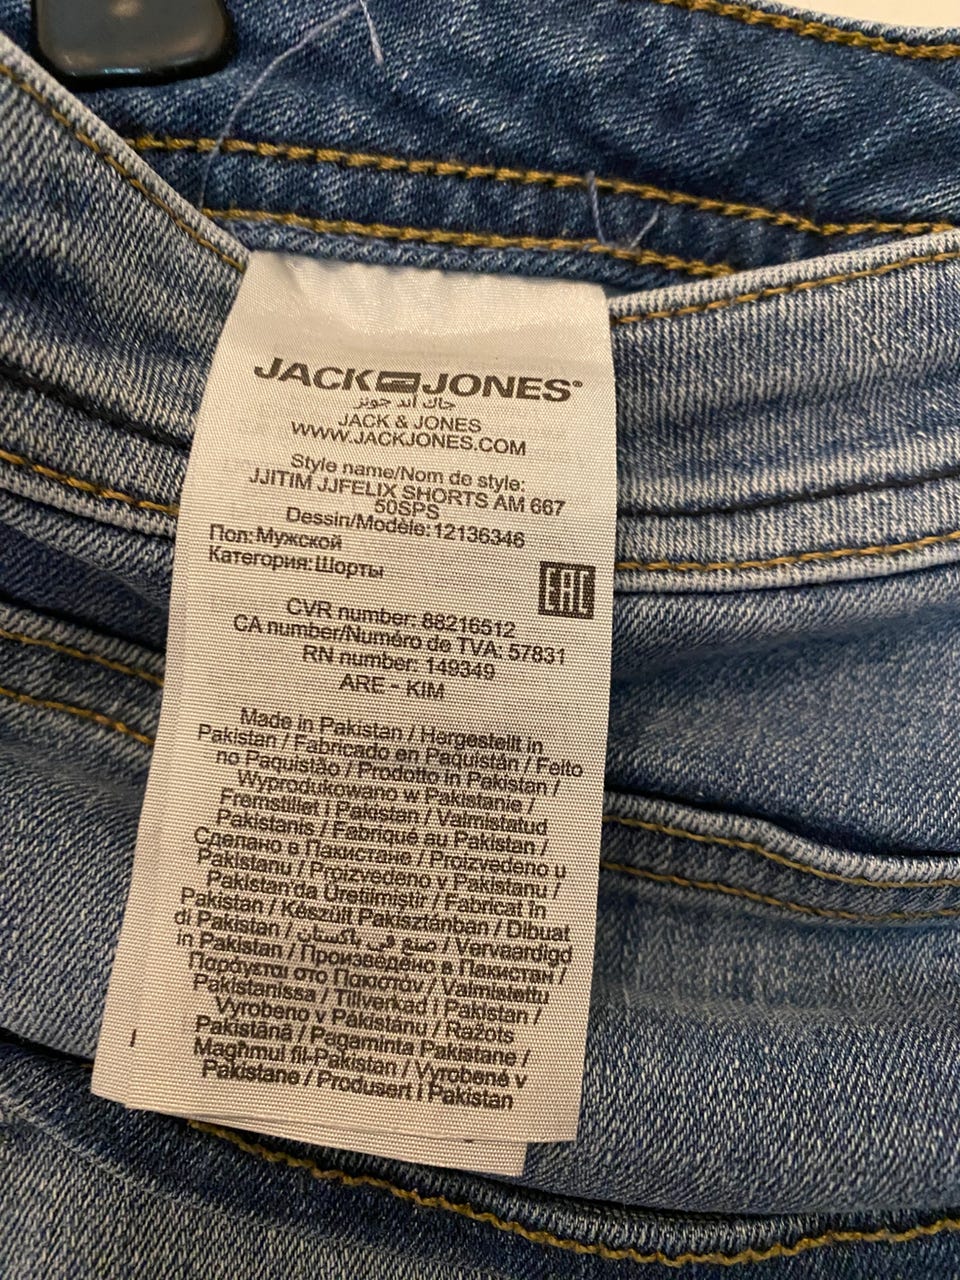 JACK JONES®
جاك آند جونز
JACK & JONES
WWW.JACKJONES.COM
Style name/Nom de style:
JJITIM JJFELIX SHORTS AM 667
50SPS
Dessin/Modèle: 12136346
Пол: Мужской
Категория: Шорты
EAC
CVR number: 88216512
CA number/Numéro de TVA: 57831
RN number: 149349
ARE - KIM
Made in Pakistan / Hergestellt in
Pakistan / Fabricado en Paquistán / Feito
no Paquistão / Prodotto in Pakistan /
Wyprodukowano w Pakistanie /
Fremstillet i Pakistan / Valmistatud
Pakistanis / Fabriqué au Pakistan /
Сделано в Пакистане / Proizvedeno u
Pakistanu / Proizvedeno v Pakistanu /
Pakistan'da Üretilmiştir / Fabricat în
Pakistan / Készült Pakisztánban / Dibuat
di Pakistan / صنع في باكستان / Vervaardigd
in Pakistan / Произведено в Пакистан /
Παράγεται στο Πακιστάν / Valmistettu
Pakistanissa / Tillverkad i Pakistan /
Vyrobeno v Pákistánu / Ražots
Pakistānā / Pagaminta Pakistane /
Magħmul fil-Pakistan / Vyrobené v
Pakistane / Produsert i Pakistan